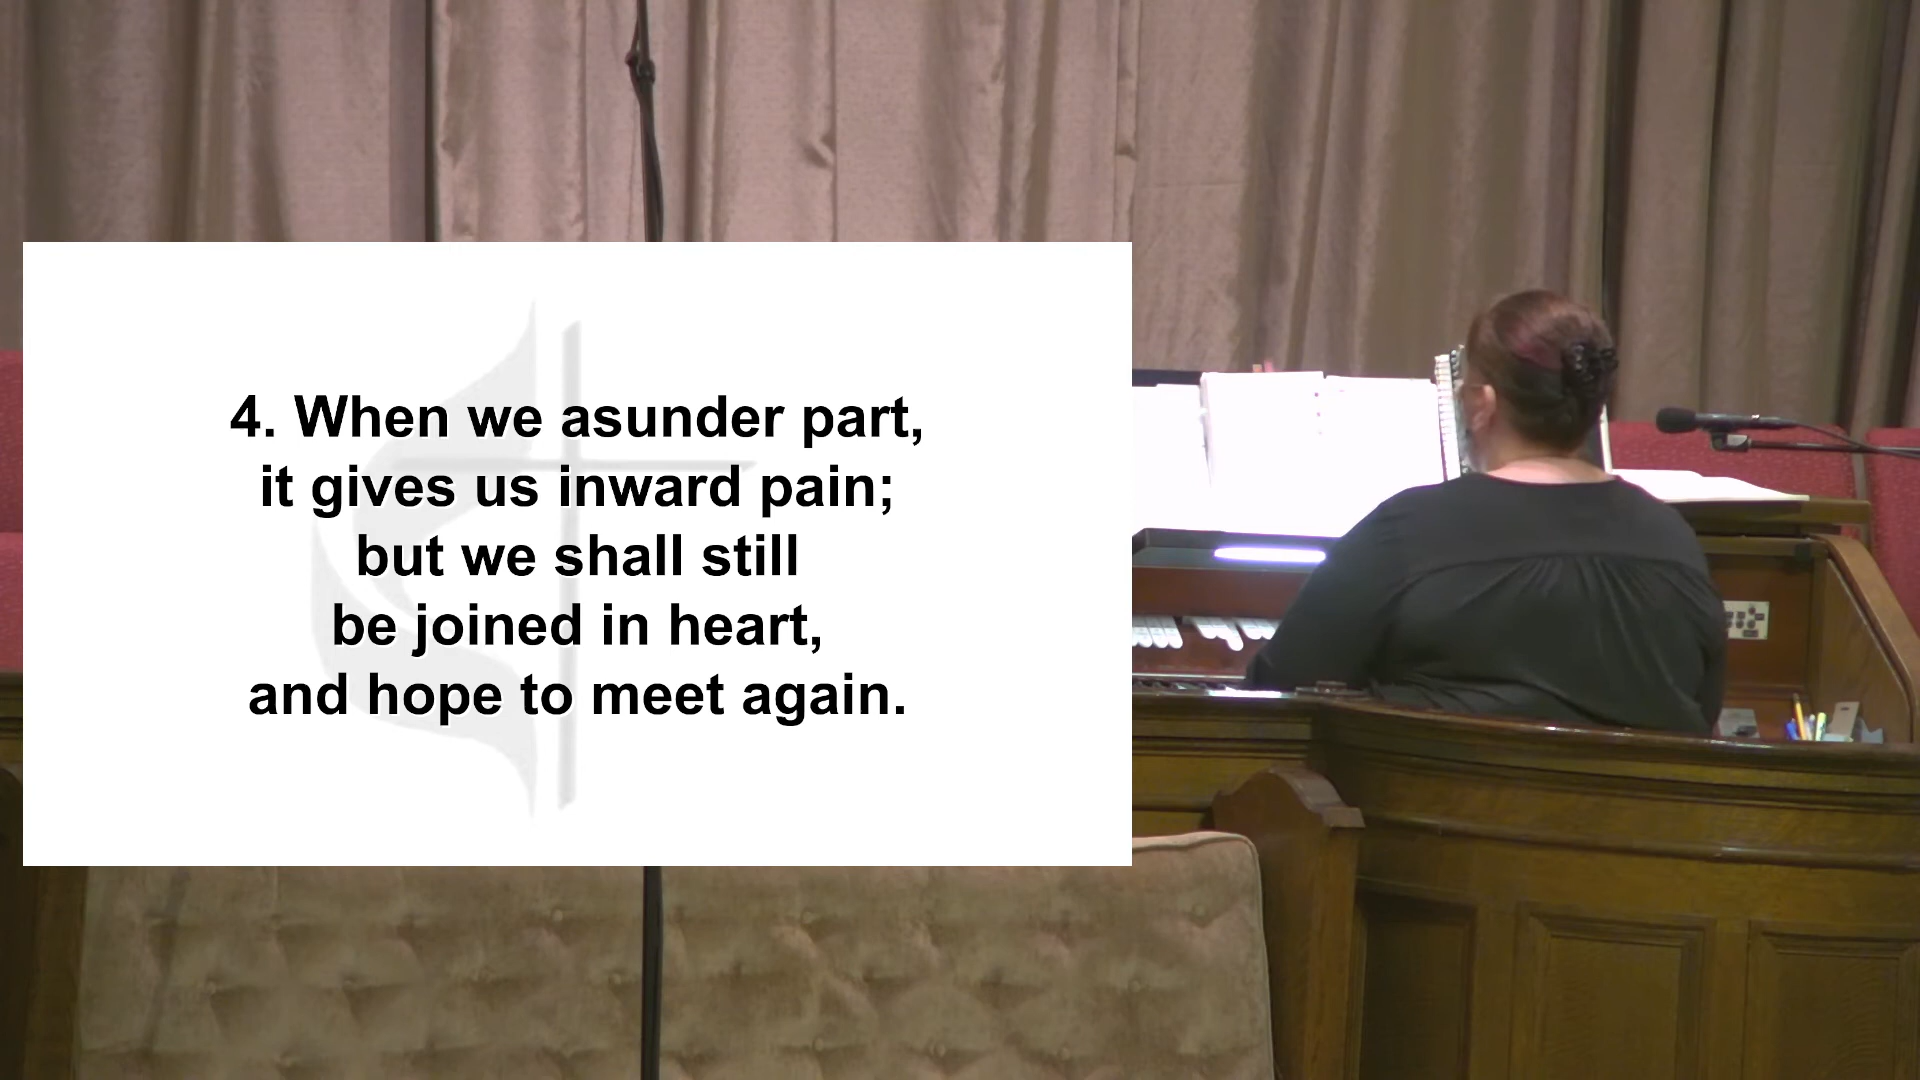 4. When we asunder part,
it gives us inward pain;
but we shall still
be joined in heart,
and hope to meet again.